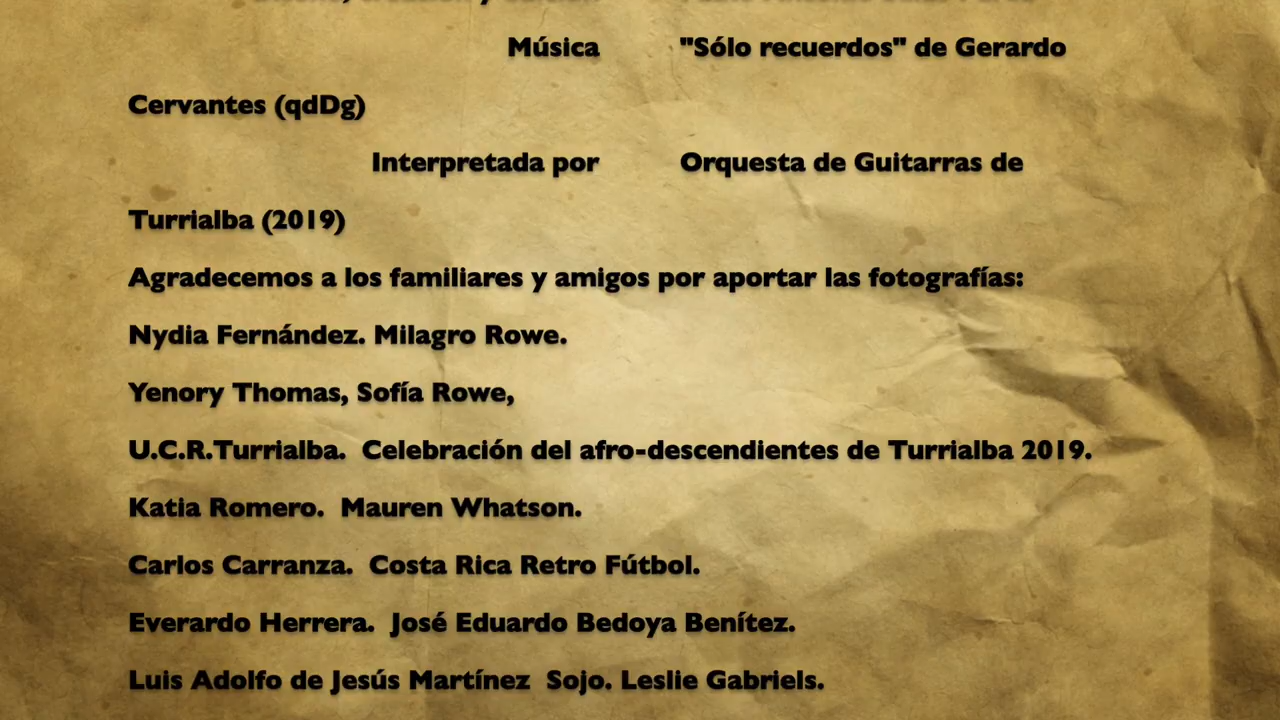 Música "Sólo recuerdos" de Gerardo
Cervantes (qdDg)
Interpretada por Orquesta de Guitarras de
Turrialba (2019)
Agradecemos a los familiares y amigos por aportar las fotografías:
Nydia Fernández. Milagro Rowe.
Yenory Thomas, Sofía Rowe,
U.C.R.Turrialba. Celebración del afro-descendientes de Turrialba 2019.
Katia Romero. Mauren Whatson.
Carlos Carranza. Costa Rica Retro Fútbol.
Everardo Herrera. José Eduardo Bedoya Benítez.
Luis Adolfo de Jesús Martínez Sojo. Leslie Gabriels.